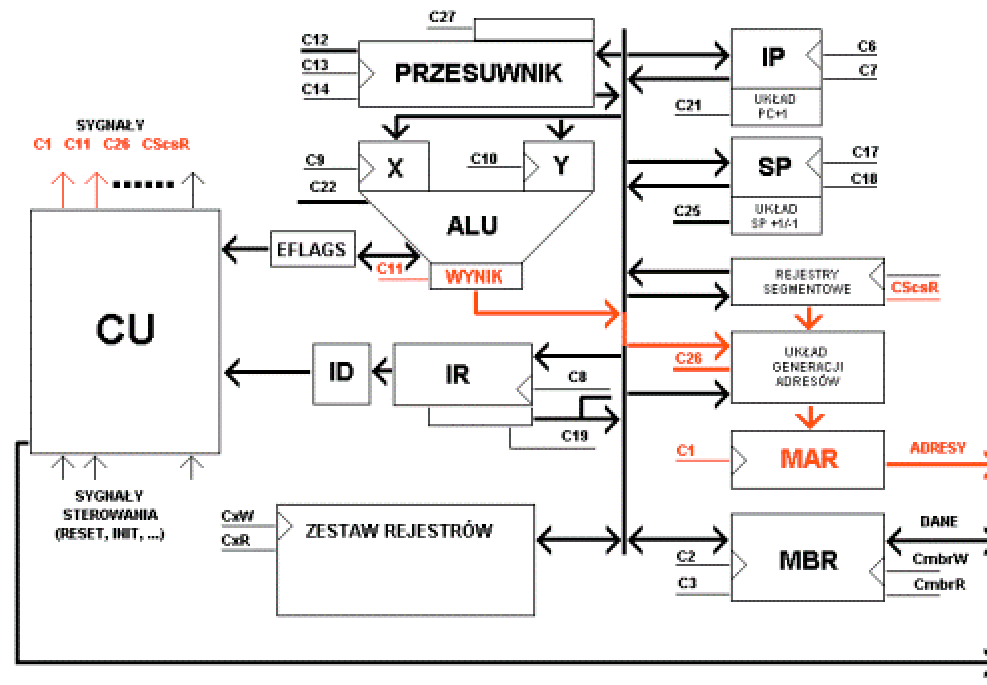 C27
C12
C13
C14
PRZESUWNIK
IP
C6
C7
C21
UKŁAD
PC+1
SYGNAŁY
C1 C11 C26 CScsR
C9
X
C10
Y
C22
ALU
SP
C17
C18
C25
UKŁAD
SP +1/-1
EFLAGS
C11
WYNIK
REJESTRY
SEGMENTOWE
CScsR
CU
ID
IR
C8
C19
C26
UKŁAD
GENERACJI
ADRESÓW
C1
MAR
ADRESY
SYGNAŁY
STEROWANIA
(RESET, INIT, ...)
CxW
CxR
ZESTAW REJESTRÓW
C2
C3
MBR
DANE
CmbrW
CmbrR